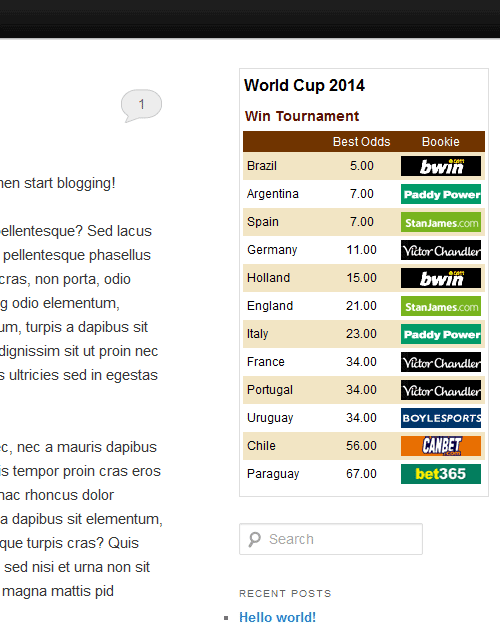 1
hen start blogging!
pellentesque? Sed lacus
pellentesque phasellus
cras, non porta, odio
g odio elementum,
um, turpis a dapibus sit
dignissim sit ut proin nec
s ultricies sed in egestas
ec, nec a mauris dapibus
is tempor proin cras eros
hac rhoncus dolor
a dapibus sit elementum,
que turpis cras? Quis
sed nisi et urna non sit
magna mattis pid
World Cup 2014
Win Tournament
Best Odds Bookie
Brazil 5.00 bwin.com
Argentina 7.00 Paddy Power
Spain 7.00 StanJames.com
Germany 11.00 Victor Chandler
Holland 15.00 bwin.com
England 21.00 StanJames.com
Italy 23.00 Paddy Power
France 34.00 Victor Chandler
Portugal 34.00 Victor Chandler
Uruguay 34.00 BOYLESPORTS
Chile 56.00 CANBET.com
Paraguay 67.00 bet365
Search
RECENT POSTS
Hello world!